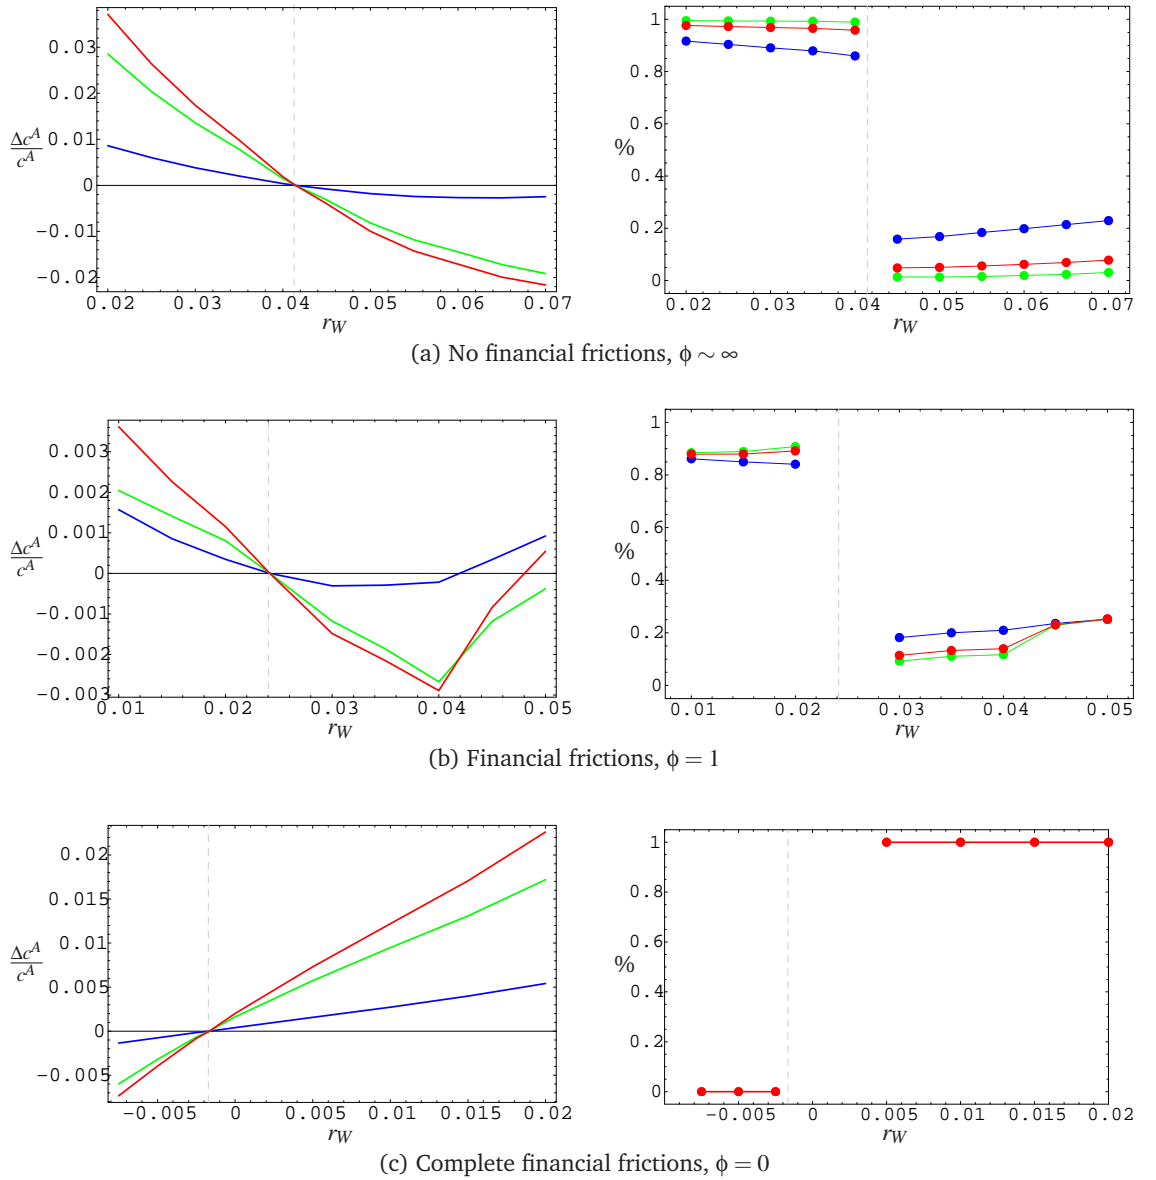 0.03
0.02
0.01
0
−0.01
−0.02
Δc^A
c^A
0.02 0.03 0.04 0.05 0.06 0.07
r_W
1
0.8
0.6
%
0.4
0.2
0
0.02 0.03 0.04 0.05 0.06 0.07
r_W
(a) No financial frictions, ϕ ∼ ∞
0.003
0.002
0.001
0
−0.001
−0.002
−0.003
Δc^A
c^A
0.01 0.02 0.03 0.04 0.05
r_W
1
0.8
0.6
%
0.4
0.2
0
0.01 0.02 0.03 0.04 0.05
r_W
(b) Financial frictions, ϕ = 1
0.02
0.015
0.01
0.005
0
−0.005
Δc^A
c^A
−0.005 0 0.005 0.01 0.015 0.02
r_W
1
0.8
0.6
%
0.4
0.2
0
−0.005 0 0.005 0.01 0.015 0.02
r_W
(c) Complete financial frictions, ϕ = 0